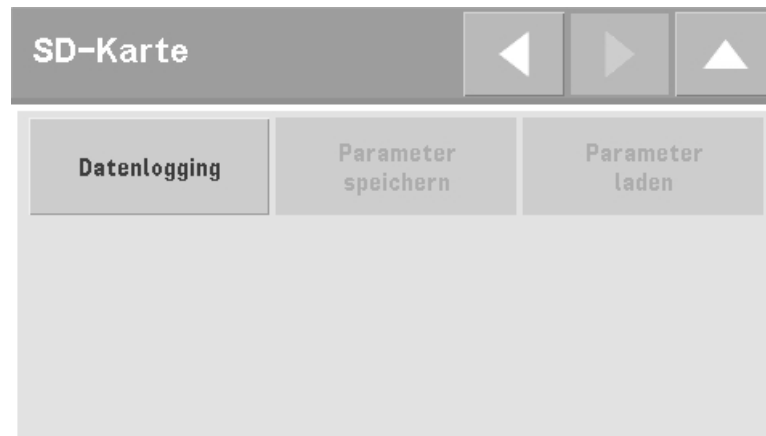 SD-Karte
Datenlogging
Parameter
speichern
Parameter
laden